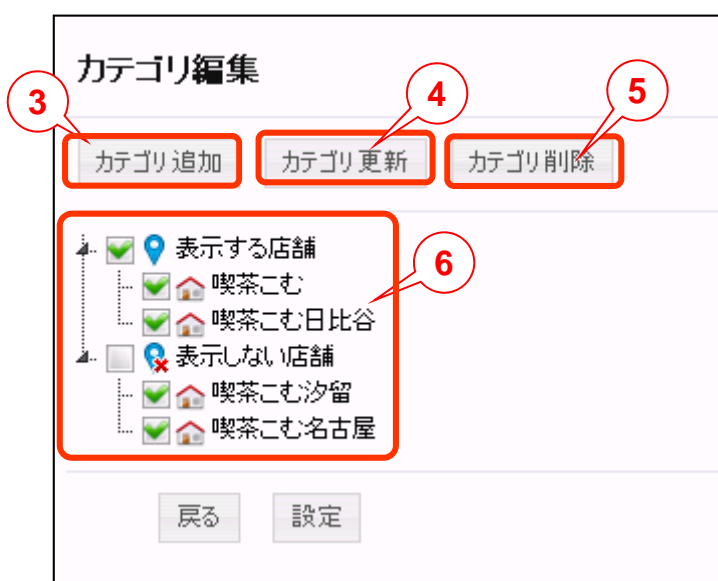 カテゴリ編集
3 4 5
カテゴリ追加 カテゴリ更新 カテゴリ削除
表示する店舗
6
喫茶こむ
喫茶こむ日比谷
表示しない店舗
喫茶こむ汐留
喫茶こむ名古屋
戻る 設定